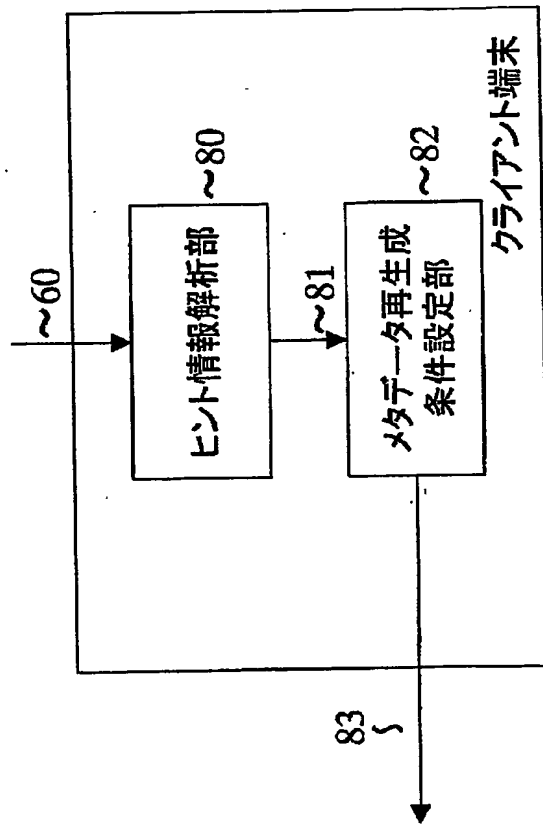 ~60
ヒント情報解析部
~80
~81
メタデータ再生成
条件設定部
~82
83
~
クライアント端末